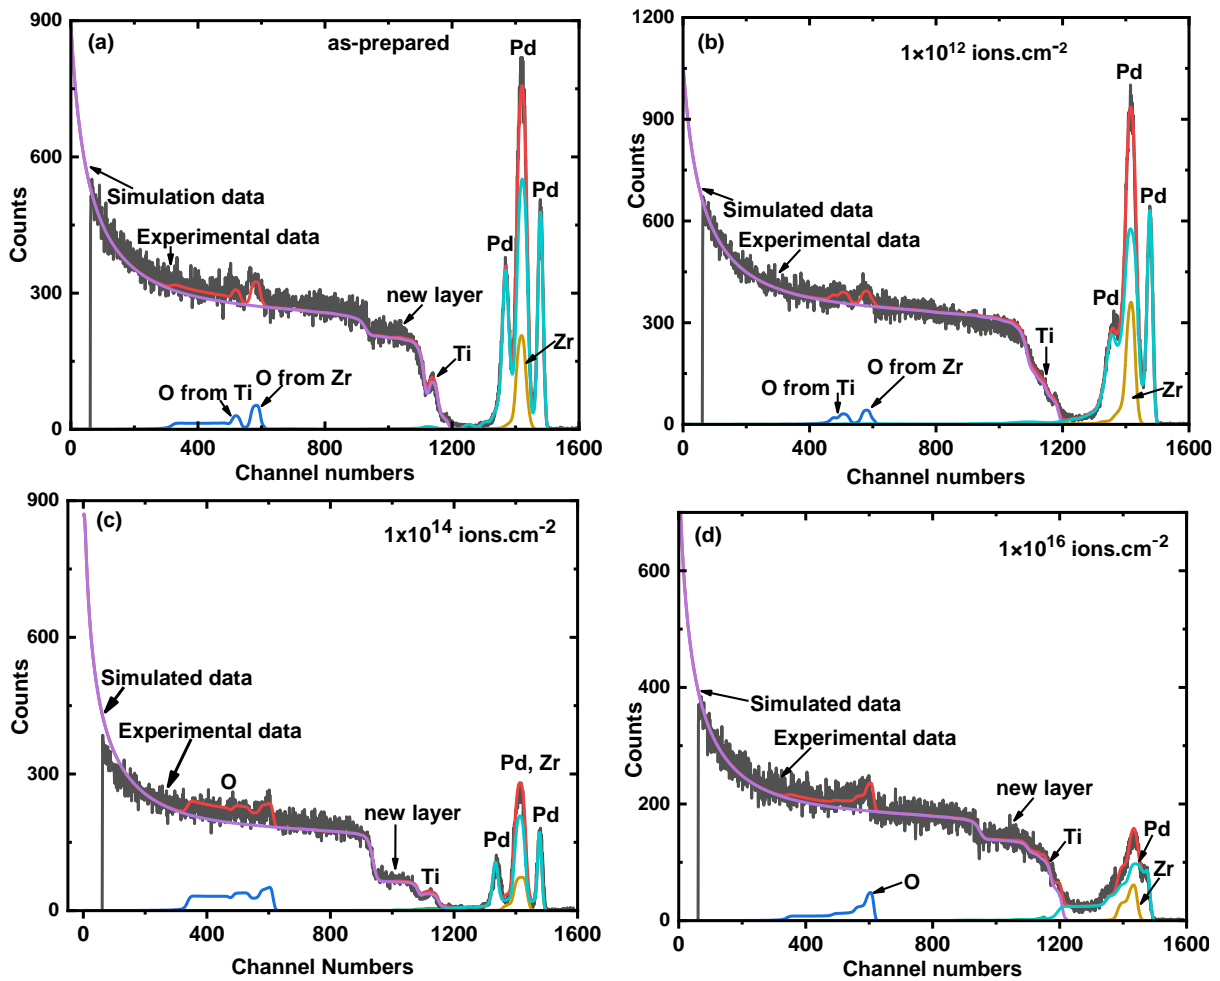 (a)
as-prepared
Pd
Pd
Pd
Simulation data
Experimental data
new layer
Ti
Zr
O from Ti
O from Zr
900
600
300
0
0
400
800
1200
1600
Counts
Channel numbers
(b)
1×10¹² ions.cm⁻²
Pd
Pd
Pd
Simulated data
Experimental data
Ti
Zr
O from Ti
O from Zr
1200
900
600
300
0
0
400
800
1200
1600
Counts
Channel numbers
(c)
1x10¹⁴ ions.cm⁻²
Simulated data
Experimental data
O
Pd, Zr
Pd
Pd
new layer
Ti
900
600
300
0
0
400
800
1200
1600
Counts
Channel Numbers
(d)
1×10¹⁶ ions.cm⁻²
Simulated data
Experimental data
new layer
Ti
Pd
Zr
O
600
400
200
0
0
400
800
1200
1600
Counts
Channel numbers